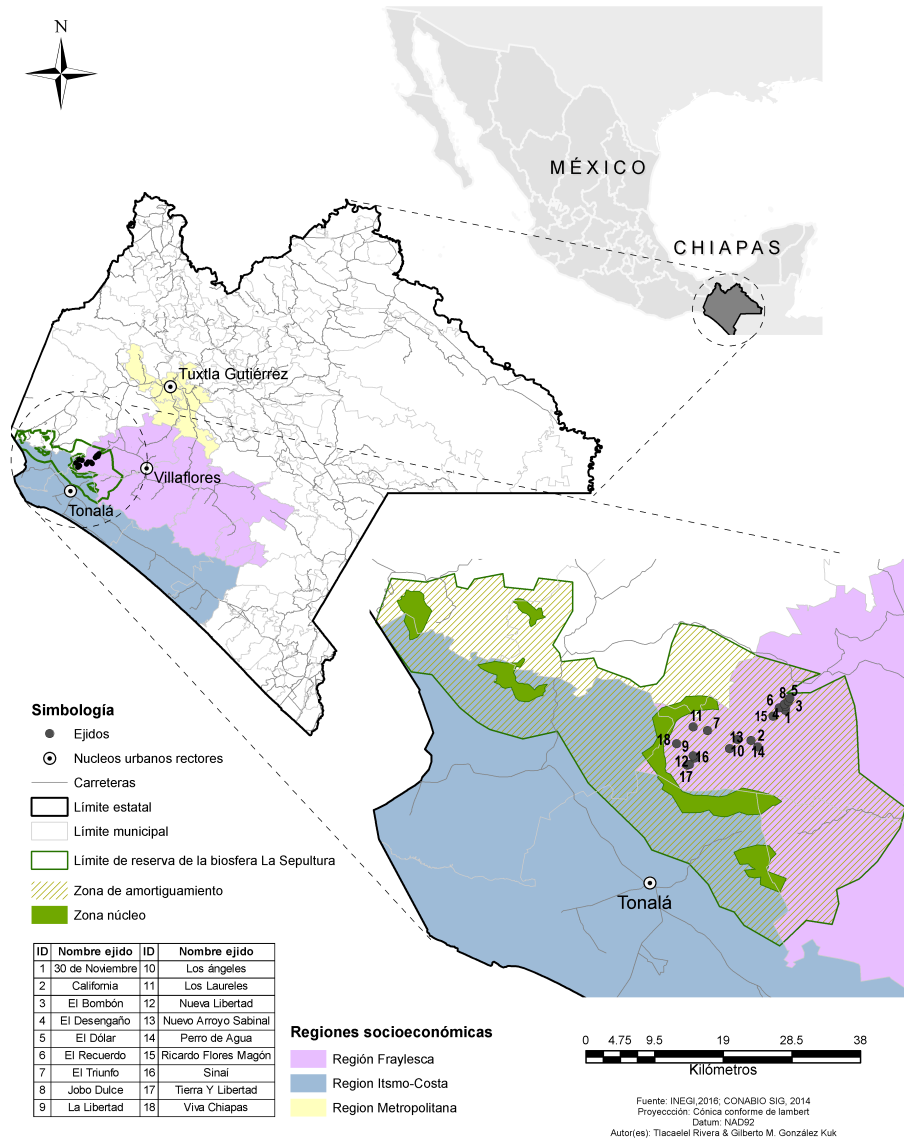 N
MÉXICO
CHIAPAS
Tuxtla Gutiérrez
Villaflores
Tonalá
5
8
6
3
4
1
15
11
7
13
2
18
9
10
14
16
12
17
Tonalá
Simbología
Ejidos
Nucleos urbanos rectores
Carreteras
Límite estatal
Límite municipal
Límite de reserva de la biosfera La Sepultura
Zona de amortiguamiento
Zona núcleo
ID Nombre ejido ID Nombre ejido
1 30 de Noviembre 10 Los ángeles
2 California 11 Los Laureles
3 El Bombón 12 Nueva Libertad
4 El Desengaño 13 Nuevo Arroyo Sabinal
5 El Dólar 14 Perro de Agua
6 El Recuerdo 15 Ricardo Flores Magón
7 El Triunfo 16 Sinaí
8 Jobo Dulce 17 Tierra Y Libertad
9 La Libertad 18 Viva Chiapas
Regiones socioeconómicas
Región Fraylesca
Region Itsmo-Costa
Region Metropolitana
0 4.75 9.5 19 28.5 38
Kilómetros
Fuente: INEGI,2016; CONABIO SIG, 2014
Proyeccción: Cónica conforme de lambert
Datum: NAD92
Autor(es): Tlacaelel Rivera & Gilberto M. González Kuk